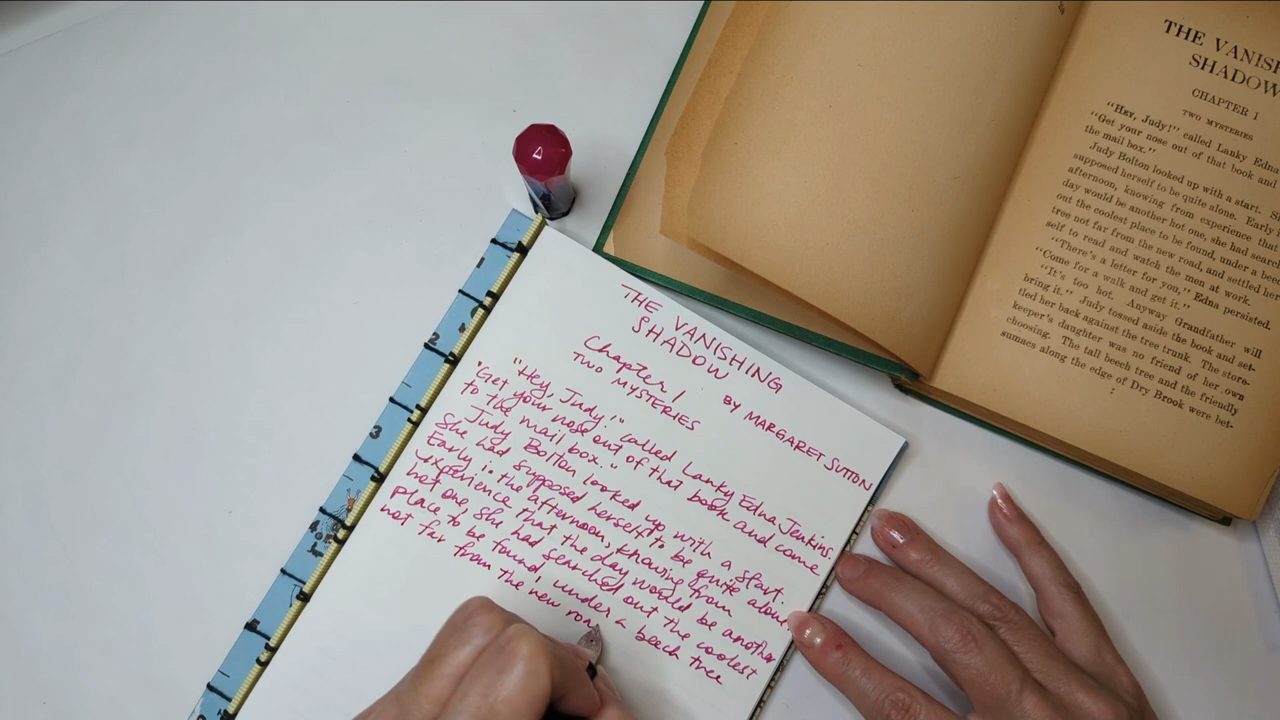 THE VANISHING
SHADOW
BY MARGARET SUTTON
Chapter 1
TWO MYSTERIES
"Hey, Judy!" called Lanky Edna Jenkins.
"Get your nose out of that book and come
to the mail box."
Judy Bolton looked up with a start.
She had supposed herself to be quite alone.
Early in the afternoon, knowing from
experience that the day would be another
hot one, she had searched out the coolest
place to be found, under a beech tree
not far from the new roa
2
3
THE VANISH
SHADOW
CHAPTER I
TWO MYSTERIES
"Hey, Judy!" called Lanky Edna
"Get your nose out of that book and
the mail box."
Judy Bolton looked up with a start. S
supposed herself to be quite alone. Early
afternoon, knowing from experience that
day would be another hot one, she had searc
out the coolest place to be found, under a beec
tree not far from the new road, and settled her
self to read and watch the men at work.
"There's a letter for you," Edna persisted.
"Come for a walk and get it."
"It's too hot. Anyway Grandfather will
bring it." Judy tossed aside the book and set-
tled her back against the tree trunk. The store-
keeper's daughter was no friend of her own
choosing. The tall beech tree and the friendly
sumacs along the edge of Dry Brook were bet-